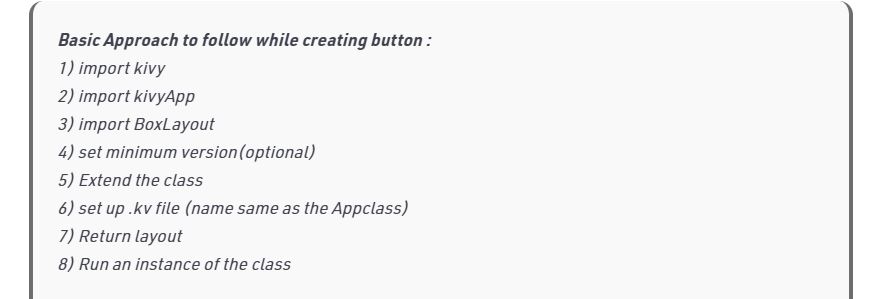 Basic Approach to follow while creating button :
1) import kivy
2) import kivyApp
3) import BoxLayout
4) set minimum version(optional)
5) Extend the class
6) set up .kv file (name same as the Appclass)
7) Return layout
8) Run an instance of the class